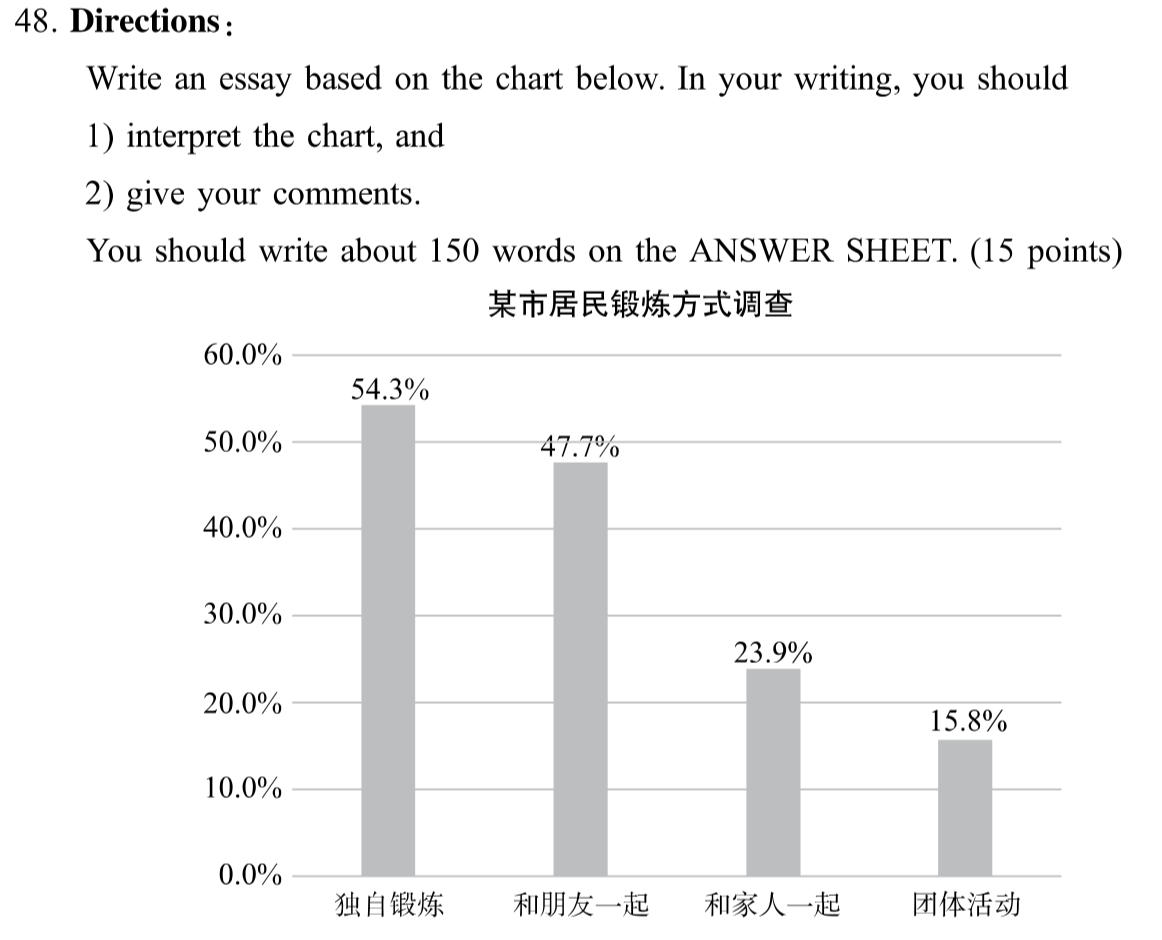 48. Directions：
Write an essay based on the chart below. In your writing, you should
1) interpret the chart, and
2) give your comments.
You should write about 150 words on the ANSWER SHEET. (15 points)
某市居民锻炼方式调查
60.0%
54.3%
50.0%
47.7%
40.0%
30.0%
23.9%
20.0%
15.8%
10.0%
0.0%
独自锻炼 和朋友一起 和家人一起 团体活动